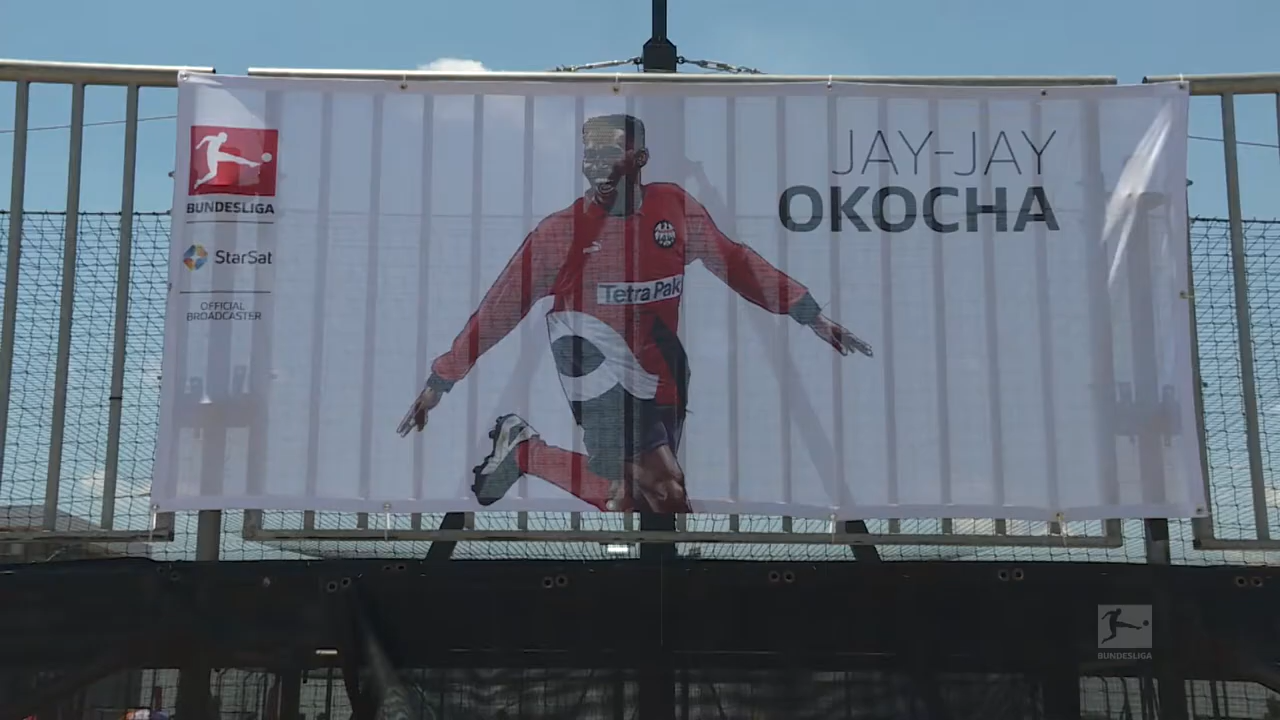 BUNDESLIGA
StarSat
OFFICIAL
BROADCASTER
JAY-JAY
OKOCHA
Tetra Pak
BUNDESLIGA